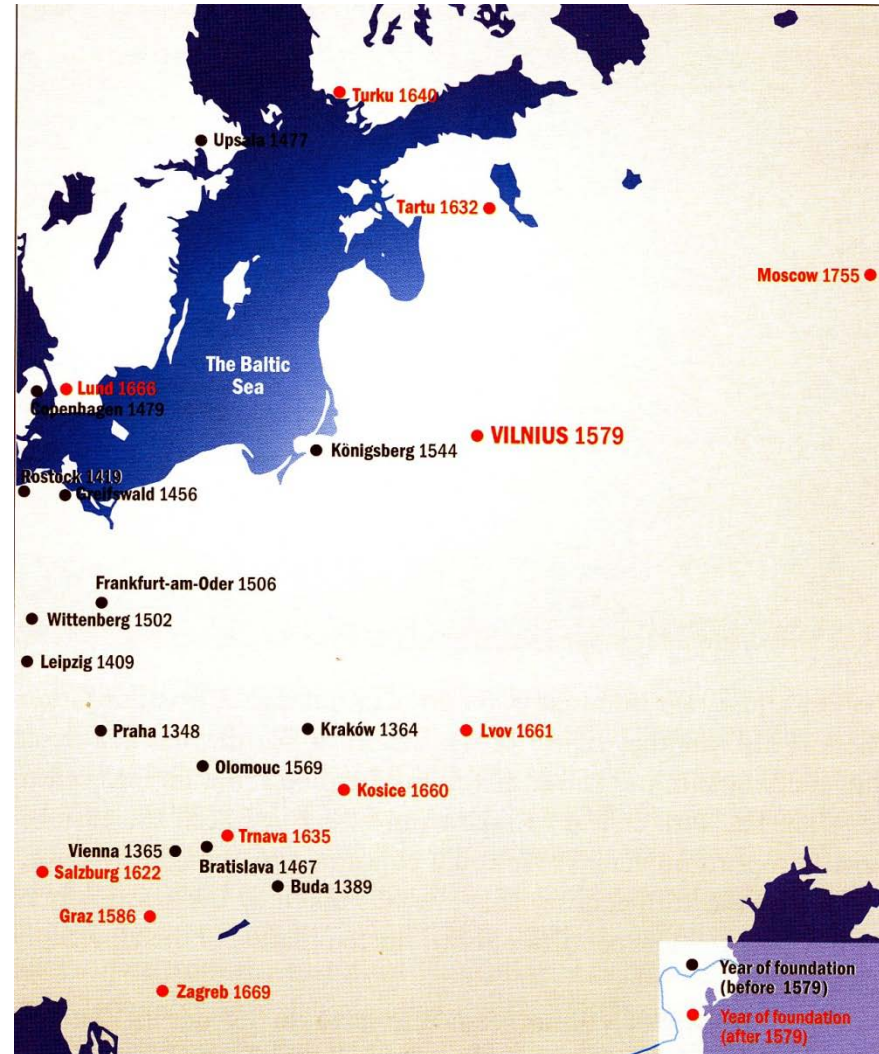 Turku 1640
Upsala 1477
Tartu 1632
Moscow 1755
The Baltic
Sea
Lund 1666
Copenhagen 1479
VILNIUS 1579
Königsberg 1544
Rostock 1419
Greifswald 1456
Frankfurt-am-Oder 1506
Wittenberg 1502
Leipzig 1409
Praha 1348
Kraków 1364
Lvov 1661
Olomouc 1569
Kosice 1660
Trnava 1635
Vienna 1365
Bratislava 1467
Salzburg 1622
Buda 1389
Graz 1586
Zagreb 1669
Year of foundation
(before 1579)
Year of foundation
(after 1579)